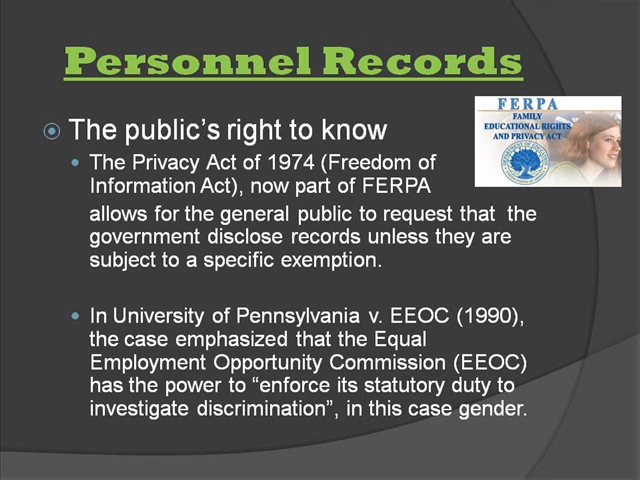 Personnel Records
The public's right to know
FERPA
FAMILY
EDUCATIONAL RIGHTS
AND PRIVACY ACT
The Privacy Act of 1974 (Freedom of
Information Act), now part of FERPA
allows for the general public to request that the
government disclose records unless they are
subject to a specific exemption.
In University of Pennsylvania v. EEOC (1990),
the case emphasized that the Equal
Employment Opportunity Commission (EEOC)
has the power to “enforce its statutory duty to
investigate discrimination”, in this case gender.